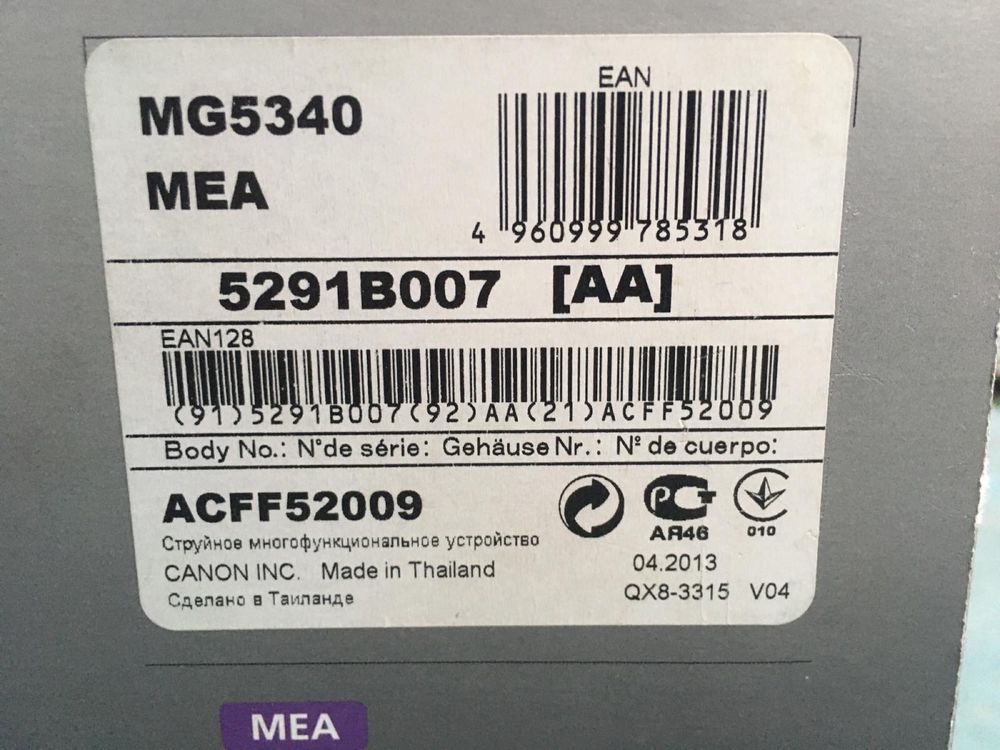 EAN
MG5340
MEA
4 960999 785318
5291B007 [AA]
EAN128
(91)5291B007(92)AA(21)ACFF52009
Body No.: N°de série: Gehäuse Nr.: Nº de cuerpo:
ACFF52009
РСТ
АЯ46
010
Струйное многофункциональное устройство
CANON INC. Made in Thailand
04.2013
Сделано в Таиланде
QX8-3315 V04
MEA